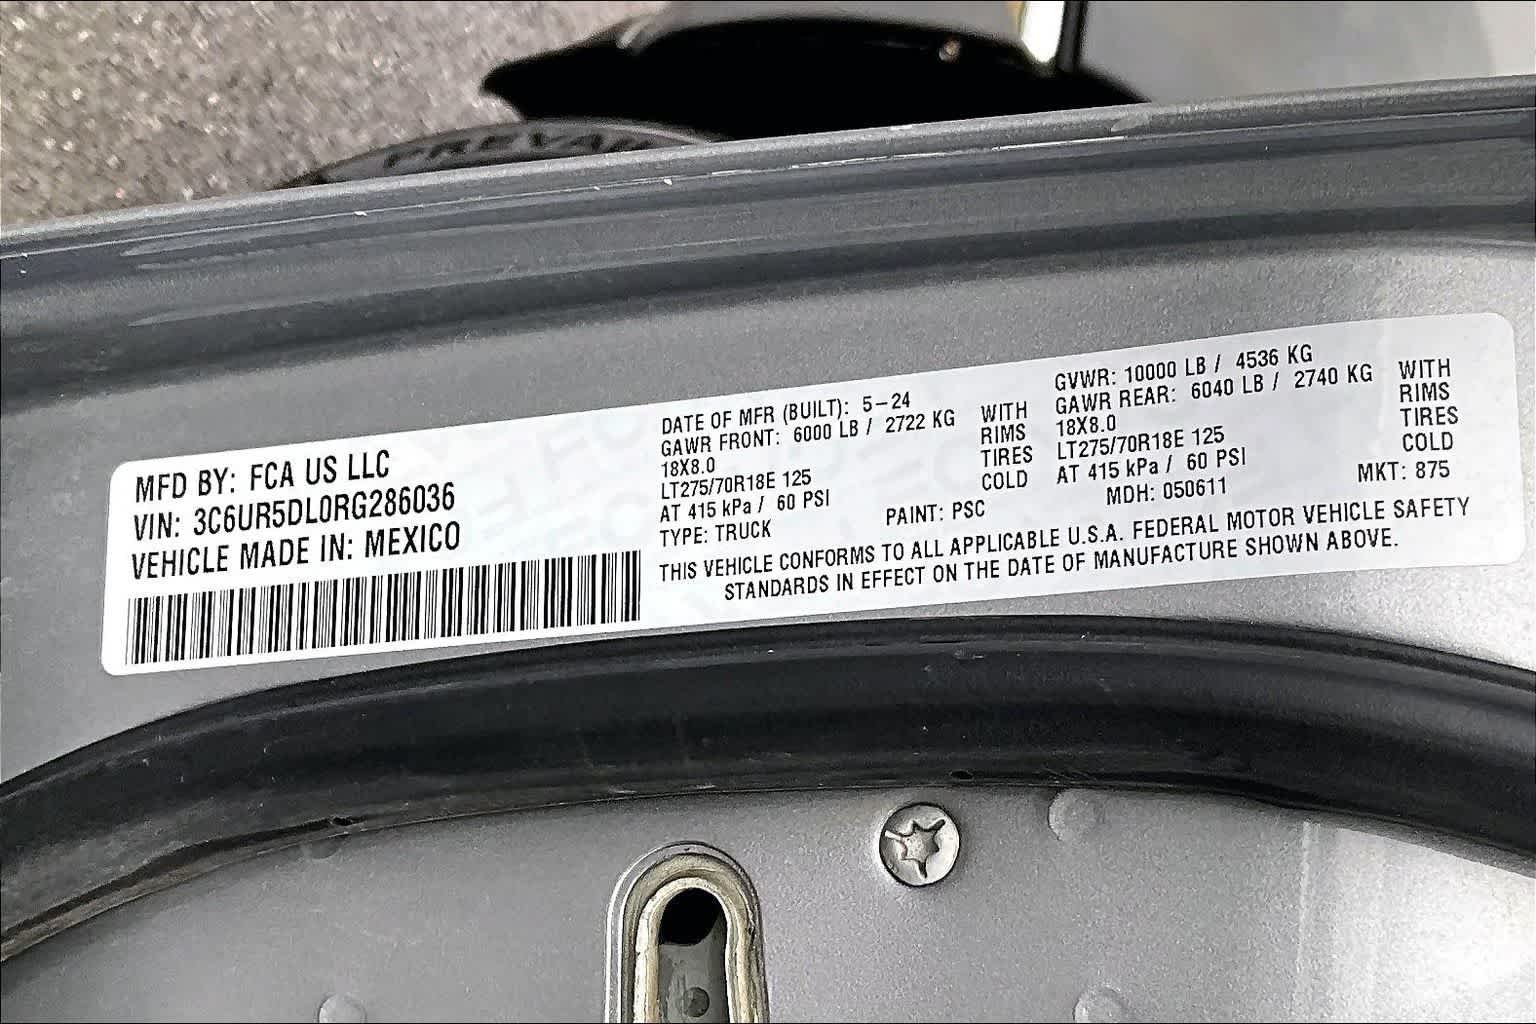 PREVAIL
MFD BY: FCA US LLC
VIN: 3C6UR5DL0RG286036
VEHICLE MADE IN: MEXICO
DATE OF MFR (BUILT): 5-24
GAWR FRONT: 6000 LB / 2722 KG WITH
18X8.0 RIMS
LT275/70R18E 125 TIRES
AT 415 kPa / 60 PSI COLD
TYPE: TRUCK PAINT: PSC
GVWR: 10000 LB / 4536 KG
GAWR REAR: 6040 LB / 2740 KG WITH
18X8.0 RIMS
LT275/70R18E 125 TIRES
AT 415 kPa / 60 PSI COLD
MDH: 050611 MKT: 875
THIS VEHICLE CONFORMS TO ALL APPLICABLE U.S.A. FEDERAL MOTOR VEHICLE SAFETY
STANDARDS IN EFFECT ON THE DATE OF MANUFACTURE SHOWN ABOVE.